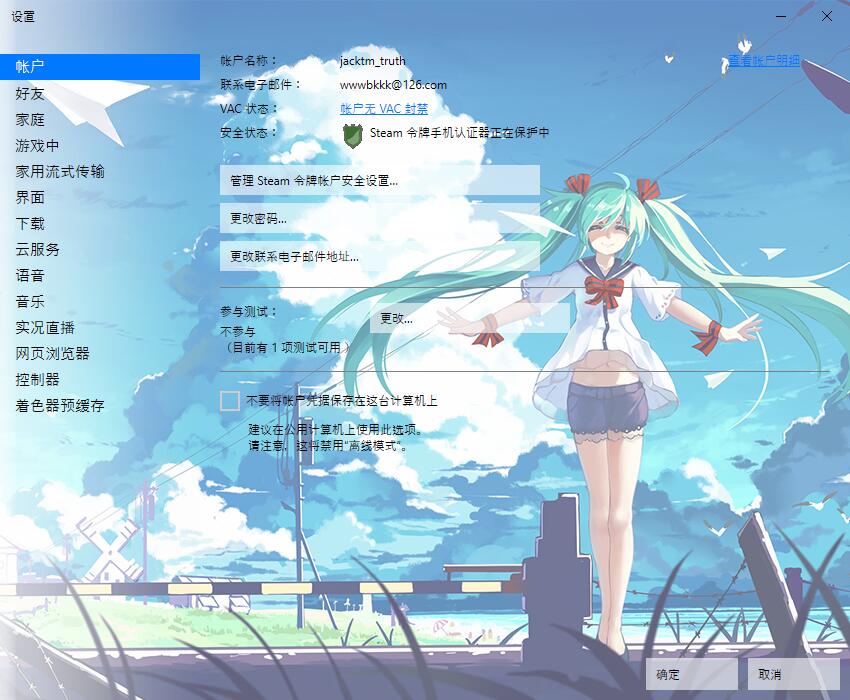 设置
帐户
好友
家庭
游戏中
家用流式传输
界面
下载
云服务
语音
音乐
实况直播
网页浏览器
控制器
着色器预缓存
帐户名称： jacktm_truth
查看帐户明细
联系电子邮件： wwwbkkk@126.com
VAC 状态： 帐户无 VAC 封禁
安全状态： Steam 令牌手机认证器正在保护中
管理 Steam 令牌帐户安全设置...
更改密码...
更改联系电子邮件地址...
参与测试：
不参与
（目前有 1 项测试可用）
更改...
不要将帐户凭据保存在这台计算机上
建议在公用计算机上使用此选项。
请注意，这将禁用“离线模式”。
确定
取消